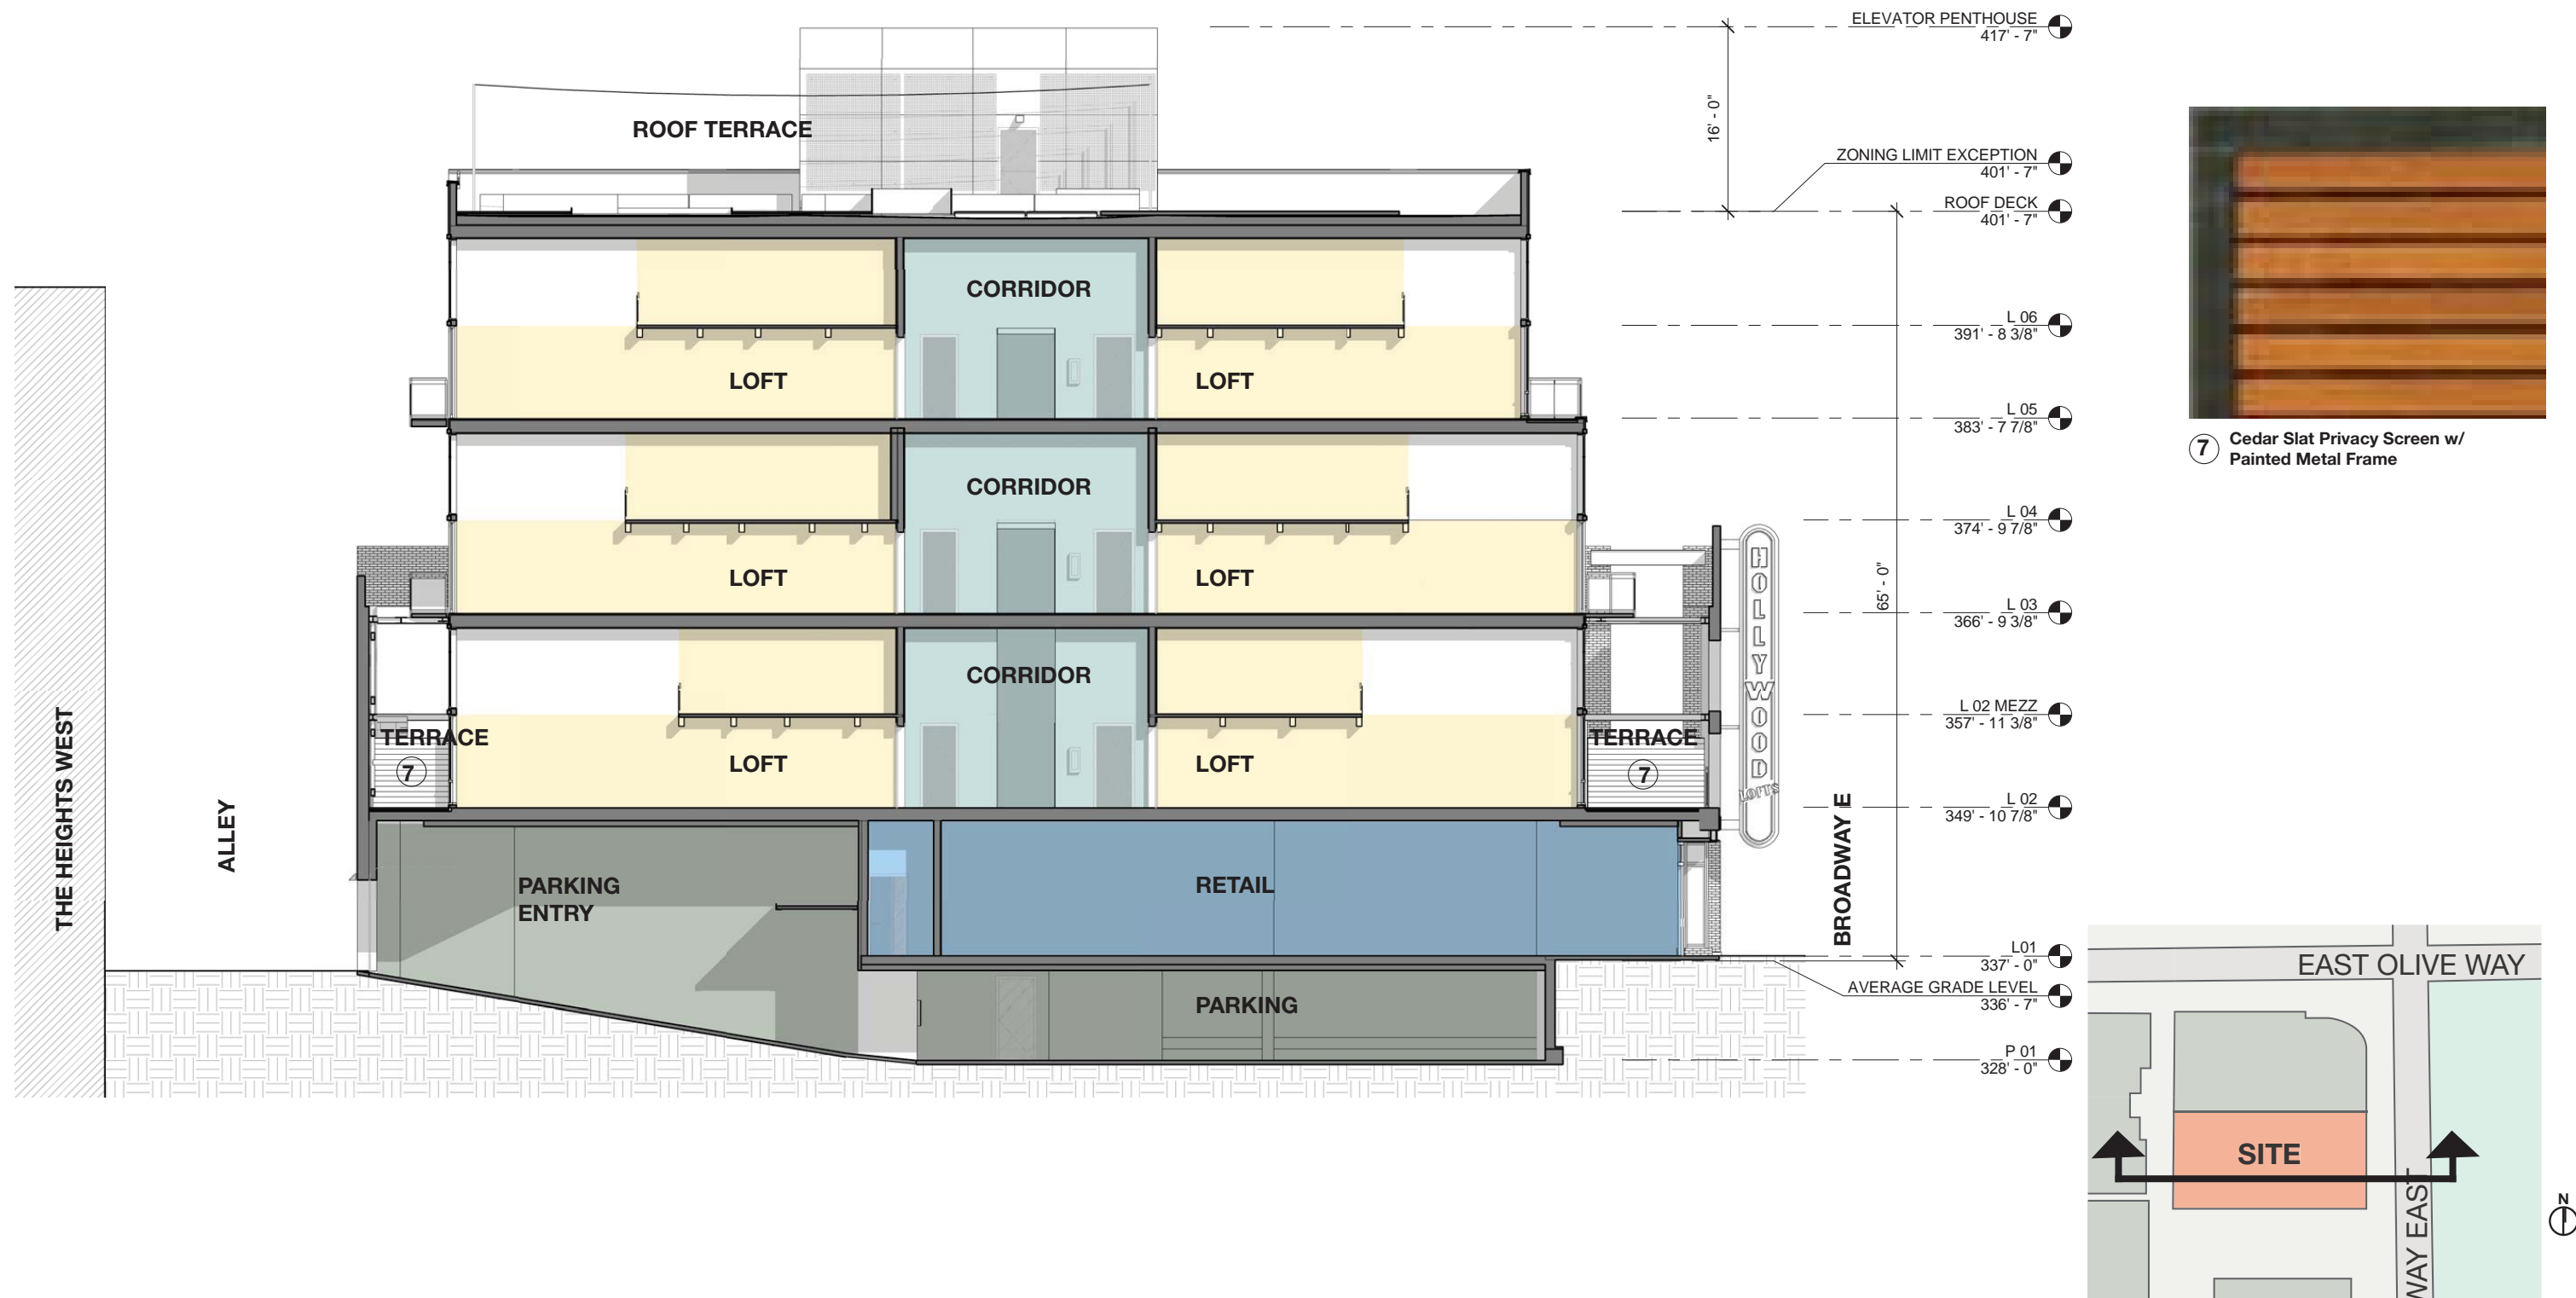 ELEVATOR PENTHOUSE
417' - 7"
16' - 0"
ROOF TERRACE
ZONING LIMIT EXCEPTION
401' - 7"
ROOF DECK
401' - 7"
CORRIDOR
L 06
391' - 8 3/8"
LOFT
LOFT
L 05
383' - 7 7/8"
7
Cedar Slat Privacy Screen w/
Painted Metal Frame
CORRIDOR
L 04
374' - 9 7/8"
LOFT
LOFT
65' - 0"
L 03
366' - 9 3/8"
CORRIDOR
HOLLYWOOD
LOFTS
L 02 MEZZ
357' - 11 3/8"
TERRACE
7
LOFT
LOFT
TERRACE
7
L 02
349' - 10 7/8"
THE HEIGHTS WEST
ALLEY
PARKING
ENTRY
RETAIL
BROADWAY E
L01
337' - 0"
AVERAGE GRADE LEVEL
336' - 7"
PARKING
P 01
328' - 0"
EAST OLIVE WAY
SITE
WAY EAST
N